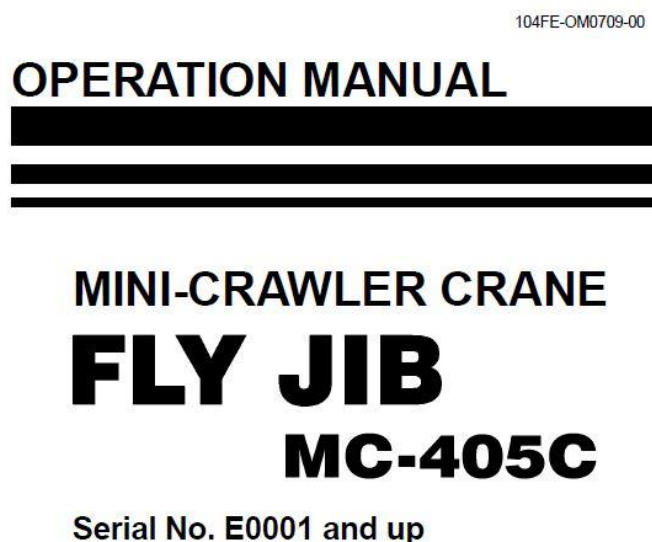 104FE-OM0709-00
OPERATION MANUAL
MINI-CRAWLER CRANE
FLY JIB
MC-405C
Serial No. E0001 and up